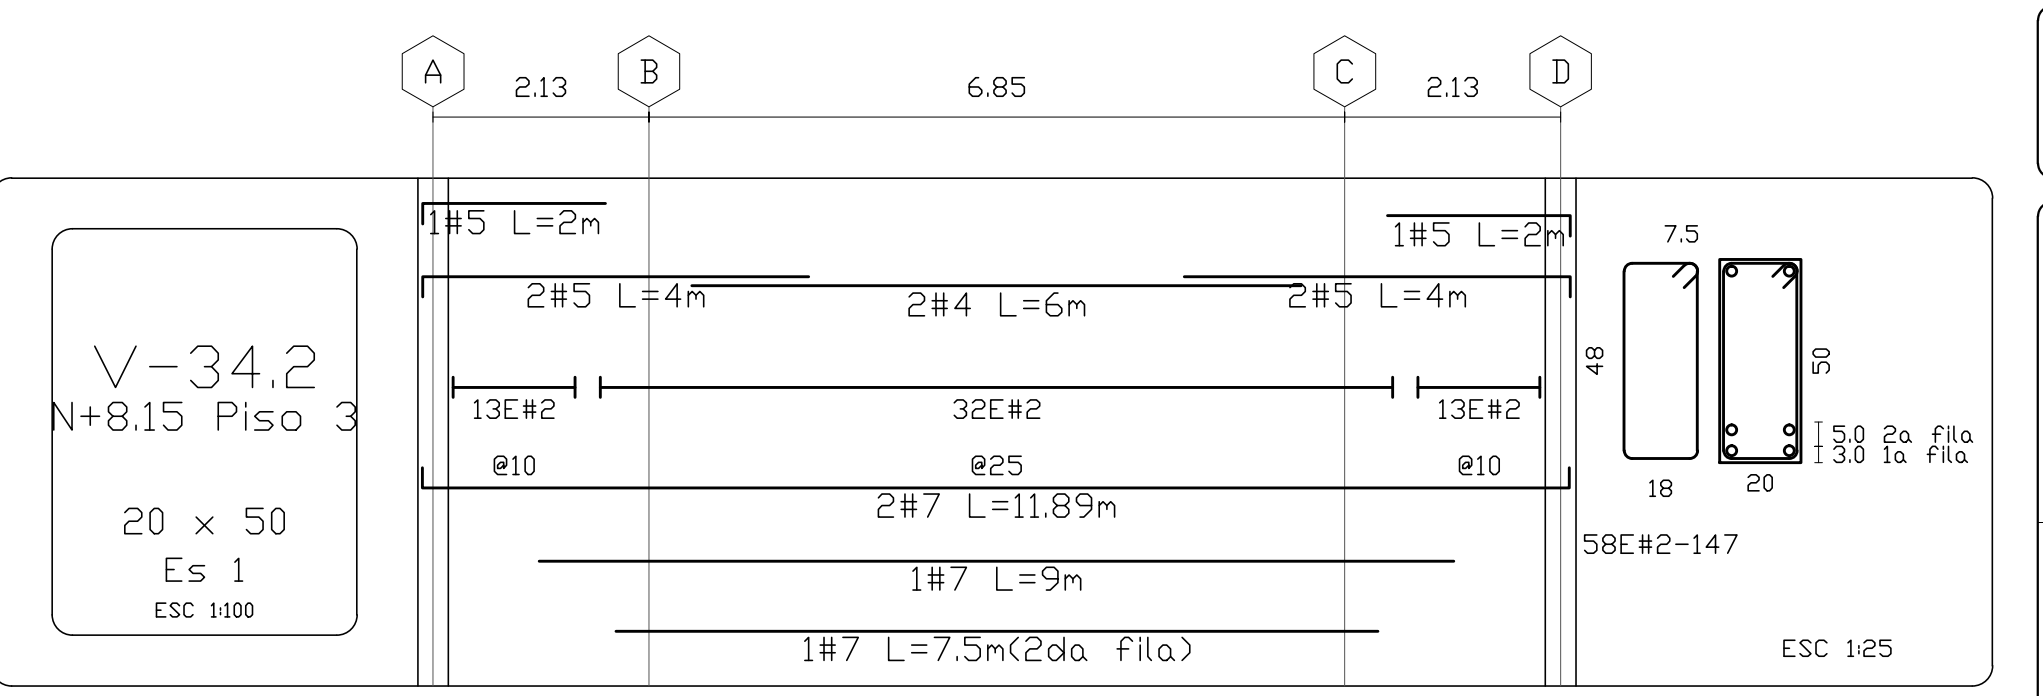 A
B
C
D
2.13
6.85
2.13
1#5 L=2m
1#5 L=2m
2#5 L=4m
2#4 L=6m
2#5 L=4m
V-34.2
N+8.15 Piso 3
20 x 50
Es 1
ESC 1:100
13E#2
32E#2
13E#2
@10
@25
@10
2#7 L=11.89m
1#7 L=9m
1#7 L=7.5m(2da fila)
7.5
48
18
50
20
5.0 2a fila
3.0 1a fila
58E#2-147
ESC 1:25